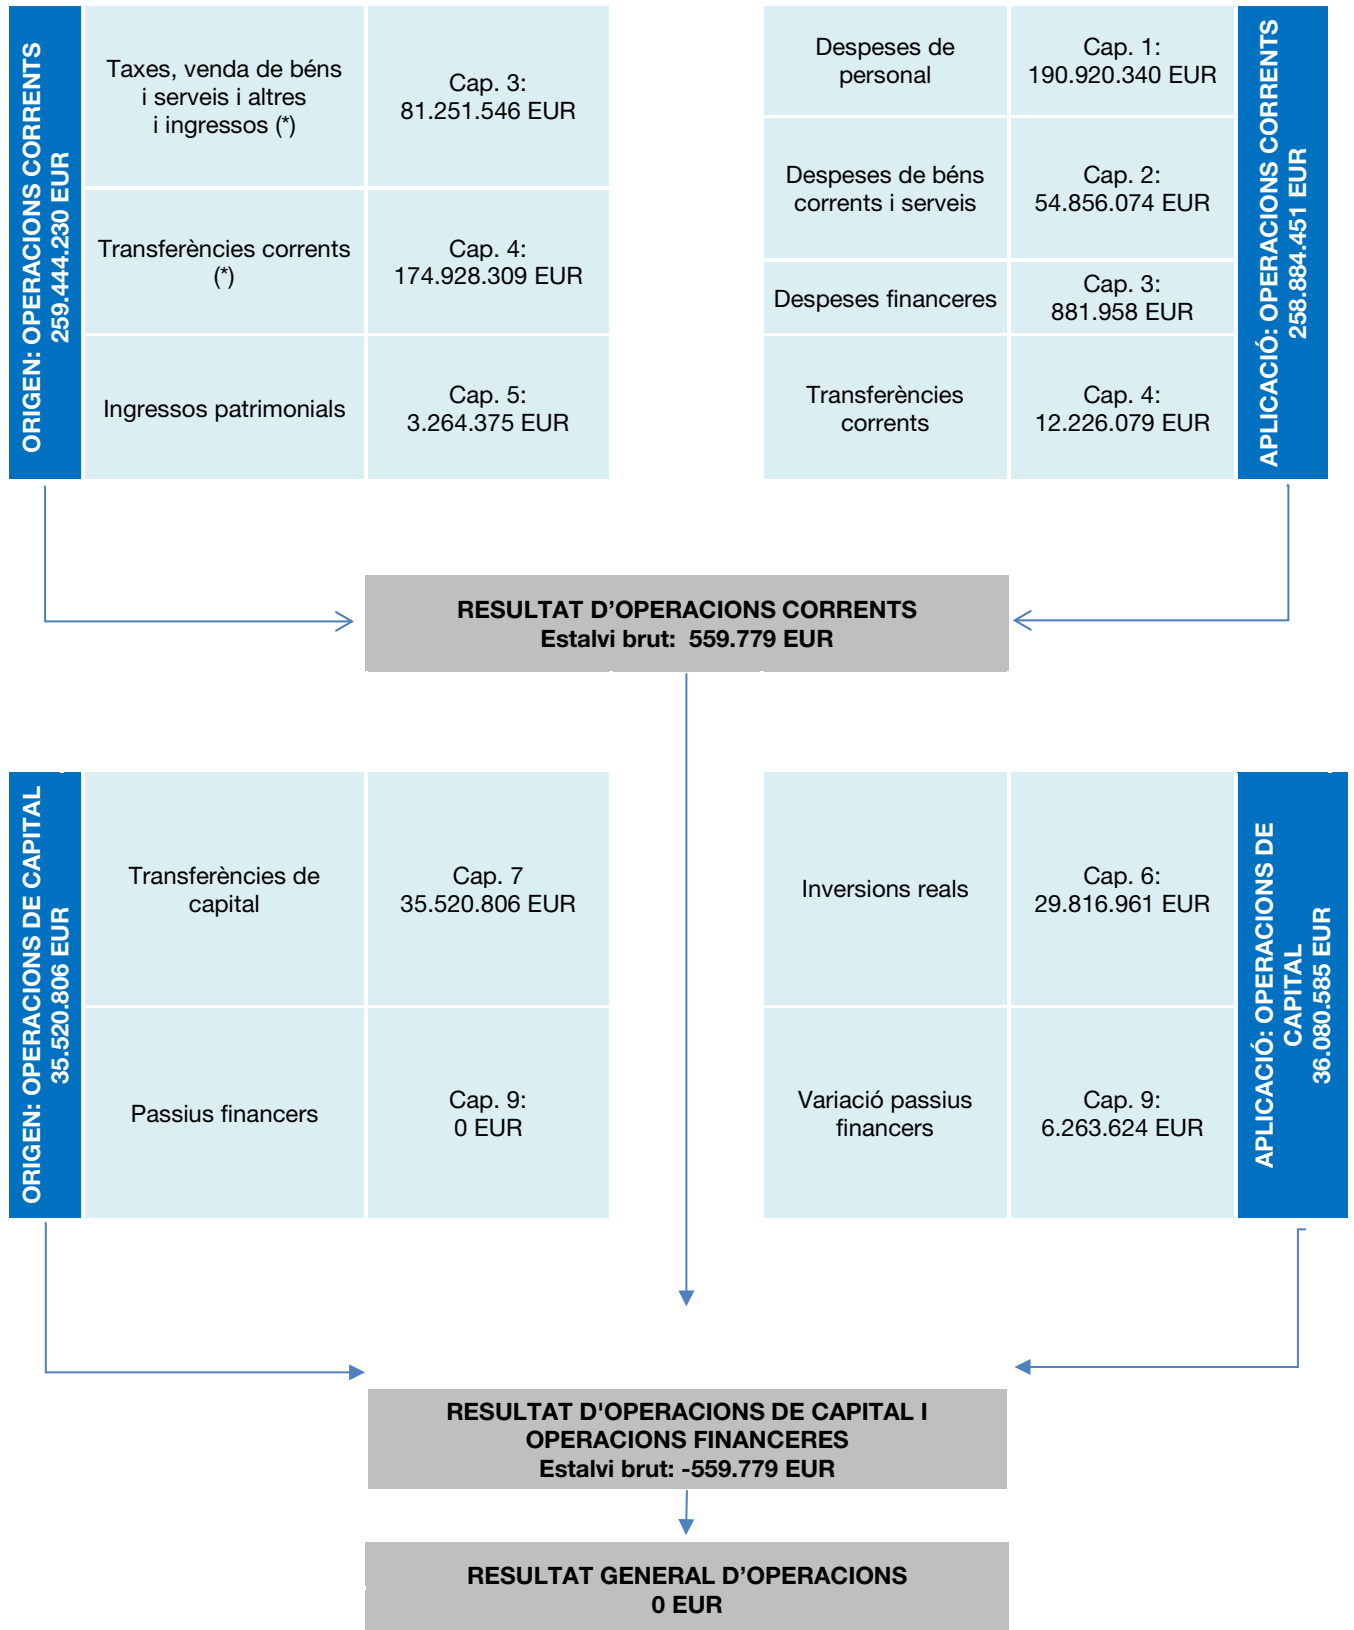 ORIGEN: OPERACIONS CORRENTS
259.444.230 EUR
Taxes, venda de béns
i serveis i altres
i ingressos (*)
Cap. 3:
81.251.546 EUR
Transferències corrents
(*)
Cap. 4:
174.928.309 EUR
Ingressos patrimonials
Cap. 5:
3.264.375 EUR
Despeses de
personal
Cap. 1:
190.920.340 EUR
Despeses de béns
corrents i serveis
Cap. 2:
54.856.074 EUR
Despeses financeres
Cap. 3:
881.958 EUR
Transferències
corrents
Cap. 4:
12.226.079 EUR
APLICACIÓ: OPERACIONS CORRENTS
258.884.451 EUR
RESULTAT D’OPERACIONS CORRENTS
Estalvi brut: 559.779 EUR
ORIGEN: OPERACIONS DE CAPITAL
35.520.806 EUR
Transferències de
capital
Cap. 7
35.520.806 EUR
Passius financers
Cap. 9:
0 EUR
Inversions reals
Cap. 6:
29.816.961 EUR
Variació passius
financers
Cap. 9:
6.263.624 EUR
APLICACIÓ: OPERACIONS DE
CAPITAL
36.080.585 EUR
RESULTAT D'OPERACIONS DE CAPITAL I
OPERACIONS FINANCERES
Estalvi brut: -559.779 EUR
RESULTAT GENERAL D’OPERACIONS
0 EUR